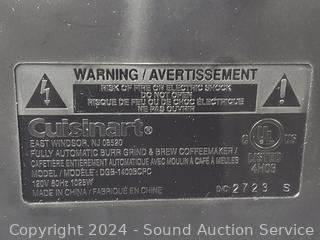 WARNING / AVERTISSEMENT
RISK OF FIRE OR ELECTRIC SHOCK
DO NOT OPEN
RISQUE DE FEU OU DE CHOC ÉLECTRIQUE
NE PAS OUVRIR
Cuisinart®
EAST WINDSOR, NJ 08520
FULLY AUTOMATIC BURR GRIND & BREW COFFEEMAKER /
CAFETIÈRE ENTIÈREMENT AUTOMATIQUE AVEC MOULIN À CAFÉ À MEULES
MODEL / MODÈLE: DGB-1400BCPC
120V 60Hz 1025W
MADE IN CHINA / FABRIQUÉ EN CHINE
C UL US
LISTED
4H03
D/C: 2723 S
Copyright 2024 - Sound Auction Service